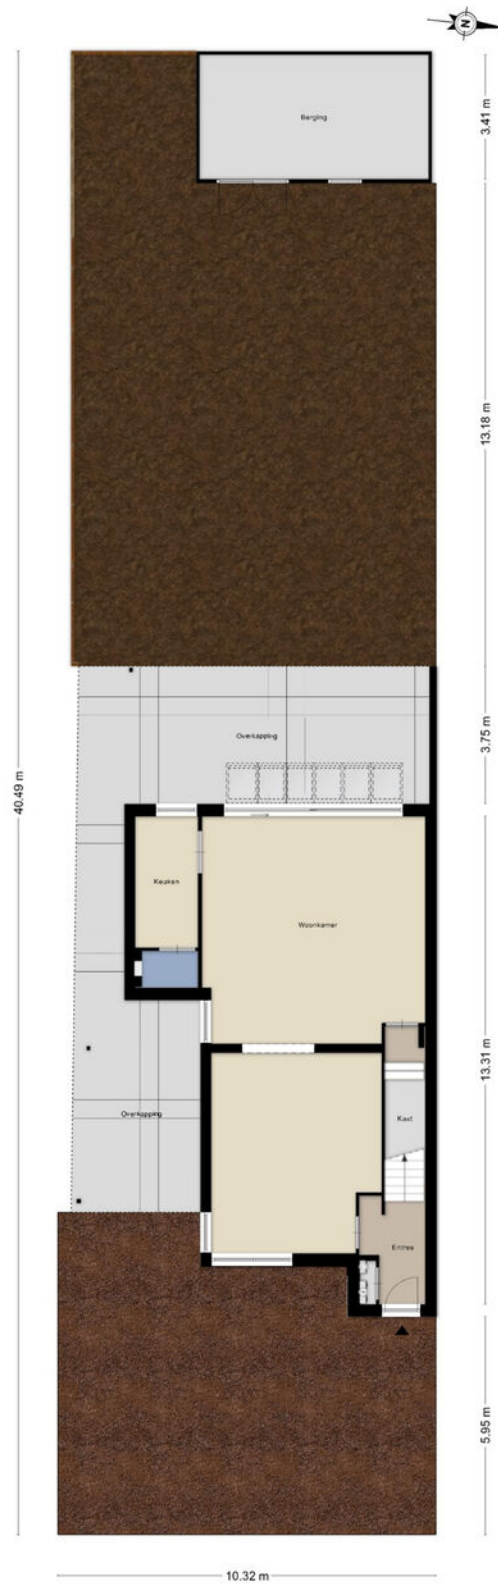 N
Berging
3.41 m
13.18 m
Overkapping
3.75 m
40.49 m
Keuken
Woonkamer
13.31 m
Overkapping
Kast
Entree
5.95 m
10.32 m